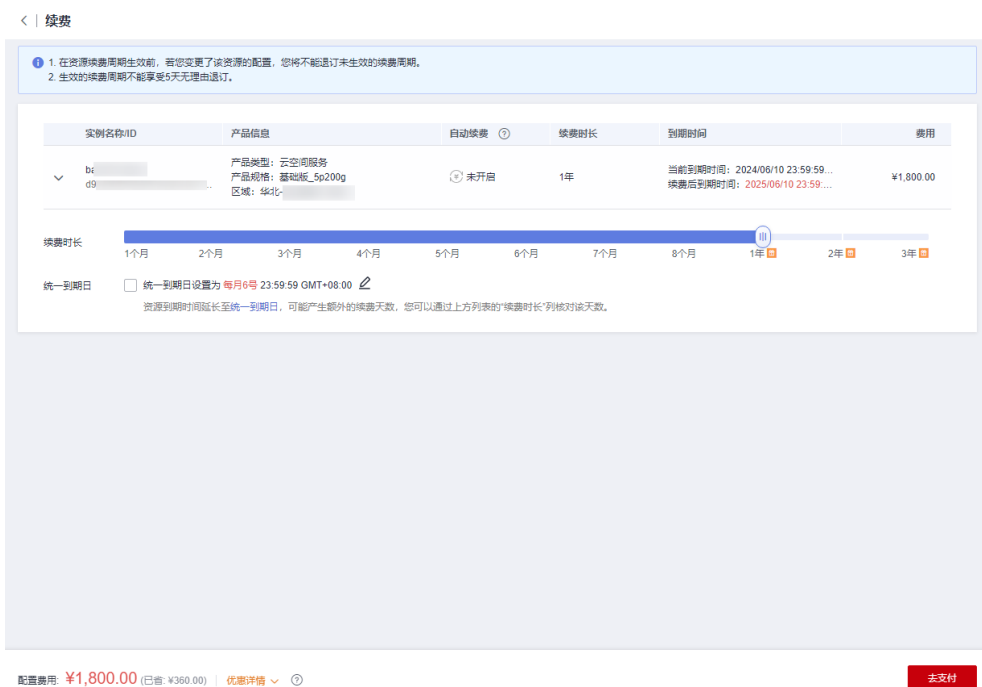 续费
1. 在资源续费周期生效前，若您变更了该资源的配置，您将不能退订未生效的续费周期。
2. 生效的续费周期不能享受5天无理由退订。
实例名称/ID 产品信息 自动续费 续费时长 到期时间 费用
ba
d9 ...
产品类型：云空间服务
产品规格：基础版_5p200g
区域：华北-
未开启
1年
当前到期时间：2024/06/10 23:59:59...
续费后到期时间：2025/06/10 23:59:...
¥1,800.00
续费时长
1个月 2个月 3个月 4个月 5个月 6个月 7个月 8个月 1年 2年 3年
统一到期日 统一到期日设置为 每月6号 23:59:59 GMT+08:00
资源到期时间延长至统一到期日，可能产生额外的续费天数，您可以通过上方列表的“续费时长”列核对该天数。
配置费用: ¥1,800.00 (已省: ¥360.00) 优惠详情
去支付